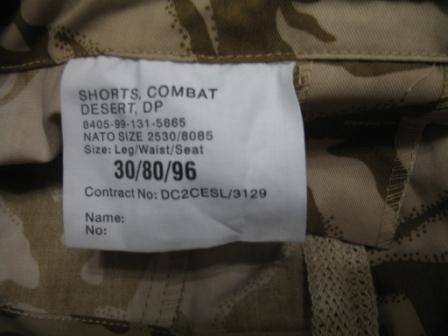 SHORTS, COMBAT
DESERT, DP
8405-99-131-5865
NATO SIZE 2530/8085
Size: Leg/Waist/Seat
30/80/96
Contract No: DC2CESL/3129
Name:
No: